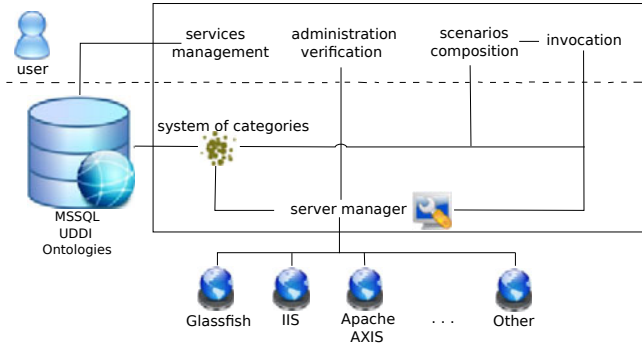 user
services
management
administration
verification
scenarios
composition
invocation
system of categories
MSSQL
UDDI
Ontologies
server manager
Glassfish
IIS
Apache
AXIS
. . .
Other